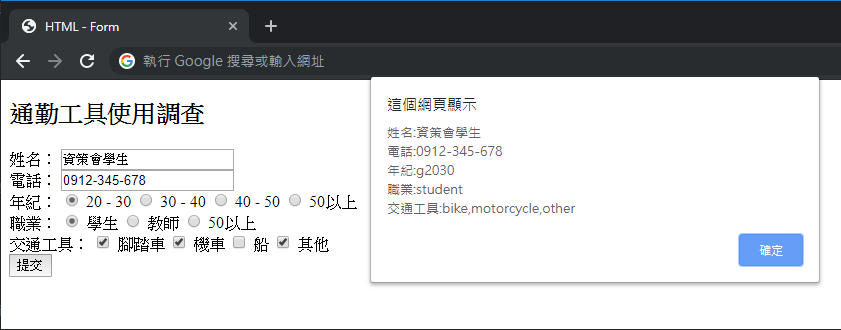 HTML - Form
執行 Google 搜尋或輸入網址
通勤工具使用調查
姓名： 資策會學生
電話： 0912-345-678
年紀： 20 - 30 30 - 40 40 - 50 50以上
職業： 學生 教師 50以上
交通工具： 腳踏車 機車 船 其他
提交
這個網頁顯示
姓名:資策會學生
電話:0912-345-678
年紀:g2030
職業:student
交通工具:bike,motorcycle,other
確定